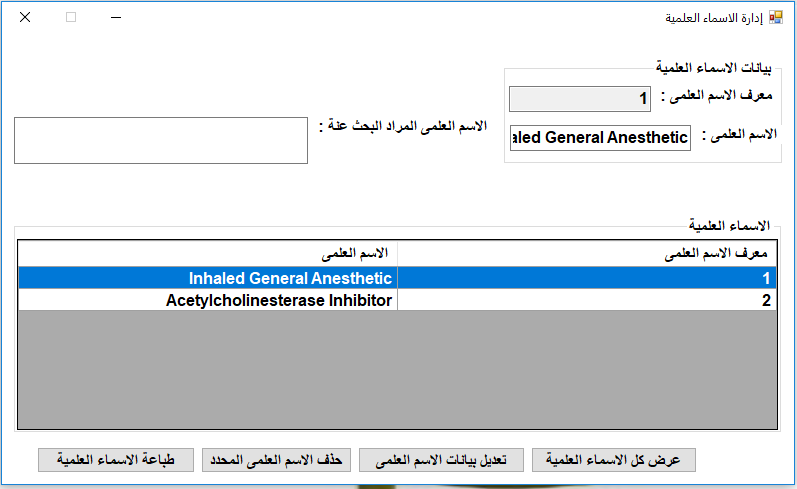 إدارة الاسماء العلمية
بيانات الاسماء العلمية
معرف الاسم العلمى : 1
الاسم العلمى : aled General Anesthetic
الاسم العلمى المراد البحث عنة :
الاسماء العلمية
معرف الاسم العلمى الاسم العلمى
1 Inhaled General Anesthetic
2 Acetylcholinesterase Inhibitor
عرض كل الاسماء العلمية تعديل بيانات الاسم العلمى حذف الاسم العلمى المحدد طباعة الاسماء العلمية